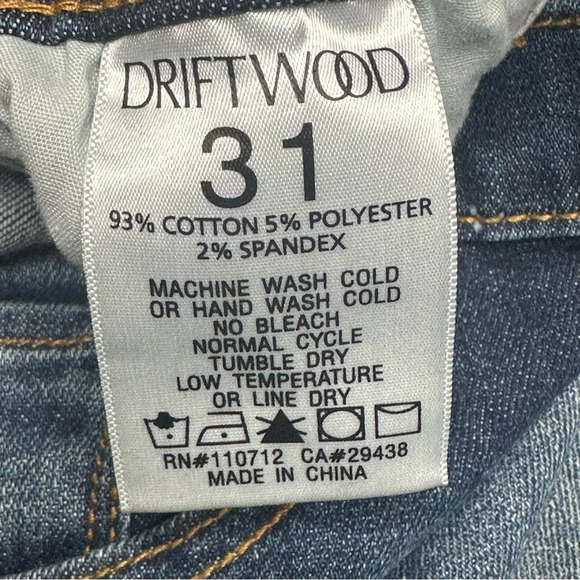 DRIFTWOOD
31
93% COTTON 5% POLYESTER
2% SPANDEX
MACHINE WASH COLD
OR HAND WASH COLD
NO BLEACH
NORMAL CYCLE
TUMBLE DRY
LOW TEMPERATURE
OR LINE DRY
RN#110712 CA#29438
MADE IN CHINA